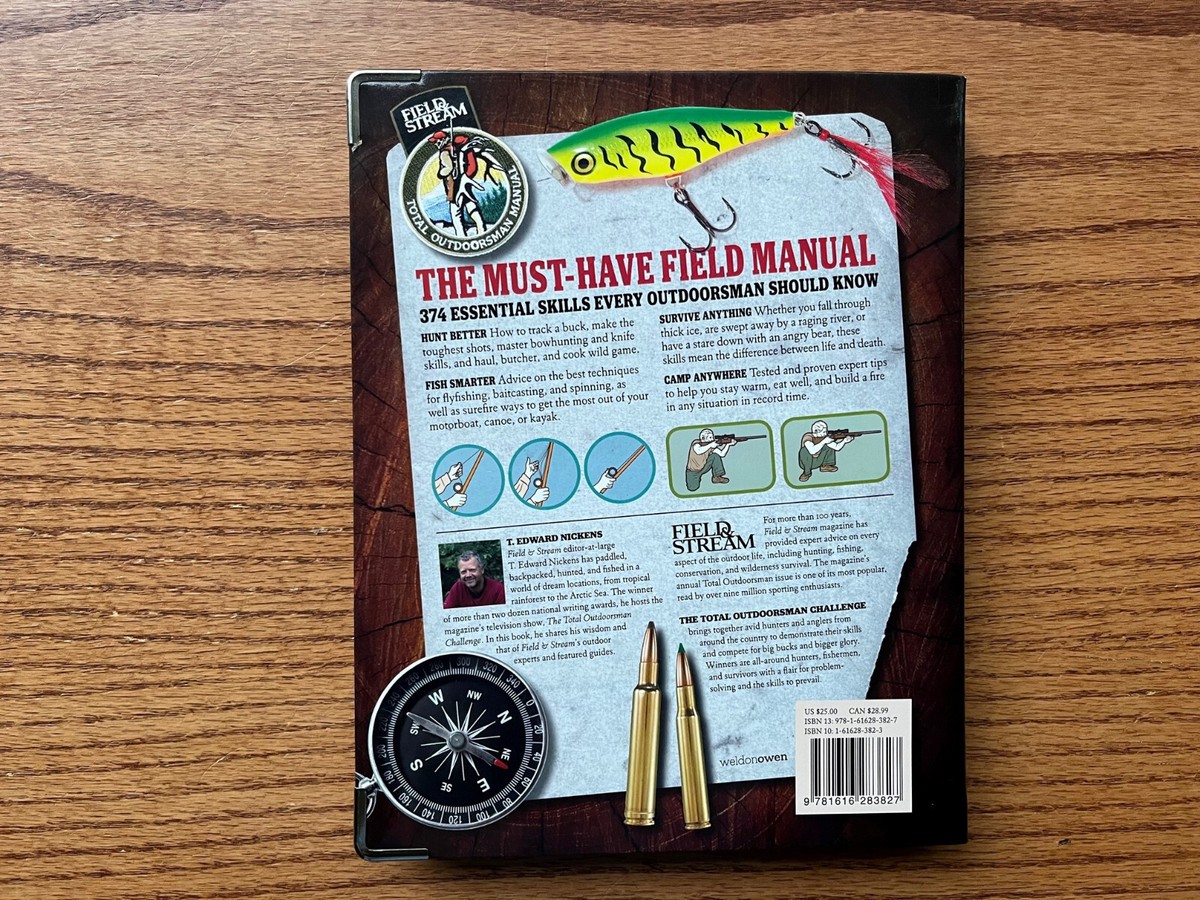 FIELD &
STREAM
TOTAL OUTDOORSMAN MANUAL
THE MUST-HAVE FIELD MANUAL
374 ESSENTIAL SKILLS EVERY OUTDOORSMAN SHOULD KNOW
HUNT BETTER How to track a buck, make the
toughest shots, master bowhunting and knife
skills, and haul, butcher, and cook wild game.
FISH SMARTER Advice on the best techniques
for flyfishing, baitcasting, and spinning, as
well as surefire ways to get the most out of your
motorboat, canoe, or kayak.
SURVIVE ANYTHING Whether you fall through
thick ice, are swept away by a raging river, or
have a stare down with an angry bear, these
skills mean the difference between life and death.
CAMP ANYWHERE Tested and proven expert tips
to help you stay warm, eat well, and build a fire
in any situation in record time.
T. EDWARD NICKENS
Field & Stream editor-at-large
T. Edward Nickens has paddled,
backpacked, hunted, and fished in a
world of dream locations, from tropical
rainforest to the Arctic Sea. The winner
of more than two dozen national writing awards, he hosts the
magazine's television show, The Total Outdoorsman
Challenge. In this book, he shares his wisdom and
that of Field & Stream's outdoor
experts and featured guides.
FIELD &
STREAM
For more than 100 years,
Field & Stream magazine has
provided expert advice on every
aspect of the outdoor life, including hunting, fishing,
conservation, and wilderness survival. The magazine's
annual Total Outdoorsman issue is one of its most popular,
read by over nine million sporting enthusiasts.
THE TOTAL OUTDOORSMAN CHALLENGE
brings together avid hunters and anglers from
around the country to demonstrate their skills
and compete for big bucks and bigger glory.
Winners are all-around hunters, fishermen,
and survivors with a flair for problem-
solving and the skills to prevail.
W NW N NE E SE S SW
300 320 340 0 20 40 60 80 100 120 140 160
weldonowen
US $25.00 CAN $28.99
ISBN 13: 978-1-61628-382-7
ISBN 10: 1-61628-382-3
9 781616 283827